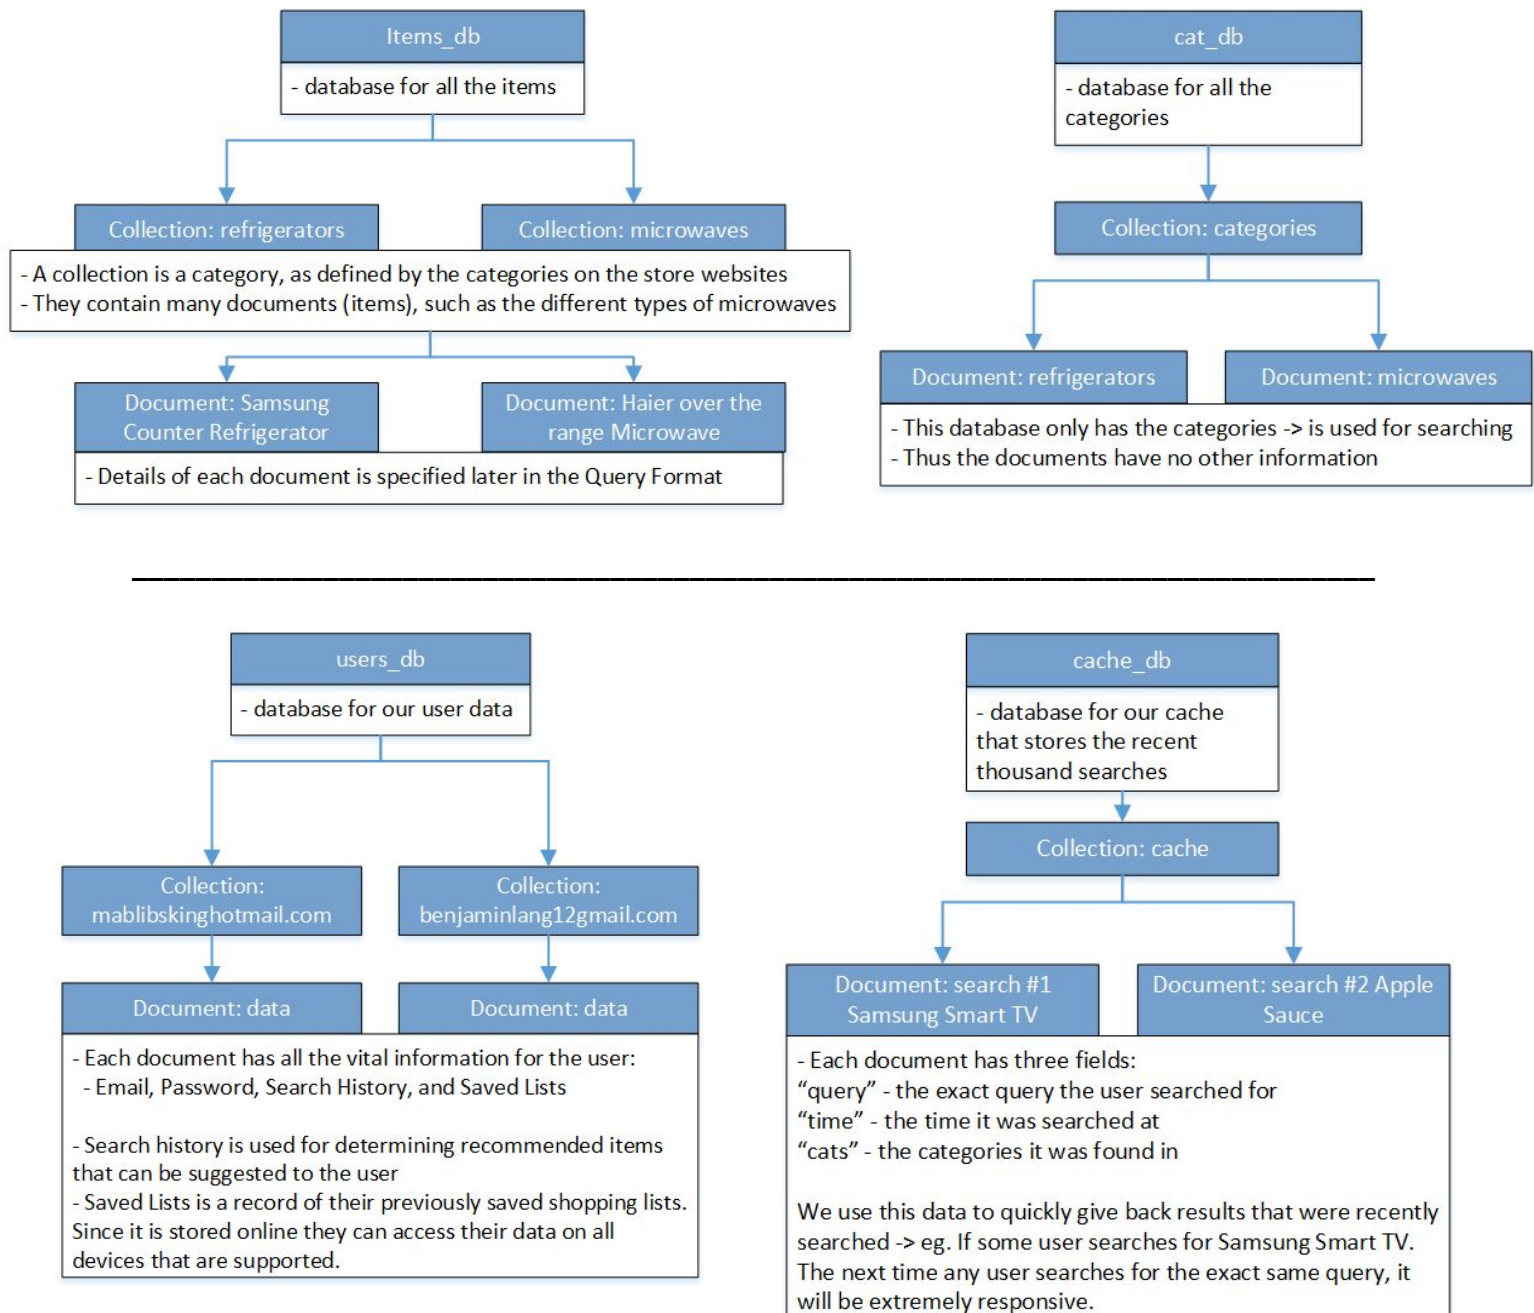 Items_db
- database for all the items
Collection: refrigerators
Collection: microwaves
- A collection is a category, as defined by the categories on the store websites
- They contain many documents (items), such as the different types of microwaves
Document: Samsung
Counter Refrigerator
Document: Haier over the
range Microwave
- Details of each document is specified later in the Query Format
cat_db
- database for all the
categories
Collection: categories
Document: refrigerators
Document: microwaves
- This database only has the categories -> is used for searching
- Thus the documents have no other information
users_db
- database for our user data
Collection:
mablibskinghotmail.com
Collection:
benjaminlang12gmail.com
Document: data
Document: data
- Each document has all the vital information for the user:
- Email, Password, Search History, and Saved Lists
- Search history is used for determining recommended items
that can be suggested to the user
- Saved Lists is a record of their previously saved shopping lists.
Since it is stored online they can access their data on all
devices that are supported.
cache_db
- database for our cache
that stores the recent
thousand searches
Collection: cache
Document: search #1
Samsung Smart TV
Document: search #2 Apple
Sauce
- Each document has three fields:
“query” - the exact query the user searched for
“time” - the time it was searched at
“cats” - the categories it was found in
We use this data to quickly give back results that were recently
searched -> eg. If some user searches for Samsung Smart TV.
The next time any user searches for the exact same query, it
will be extremely responsive.